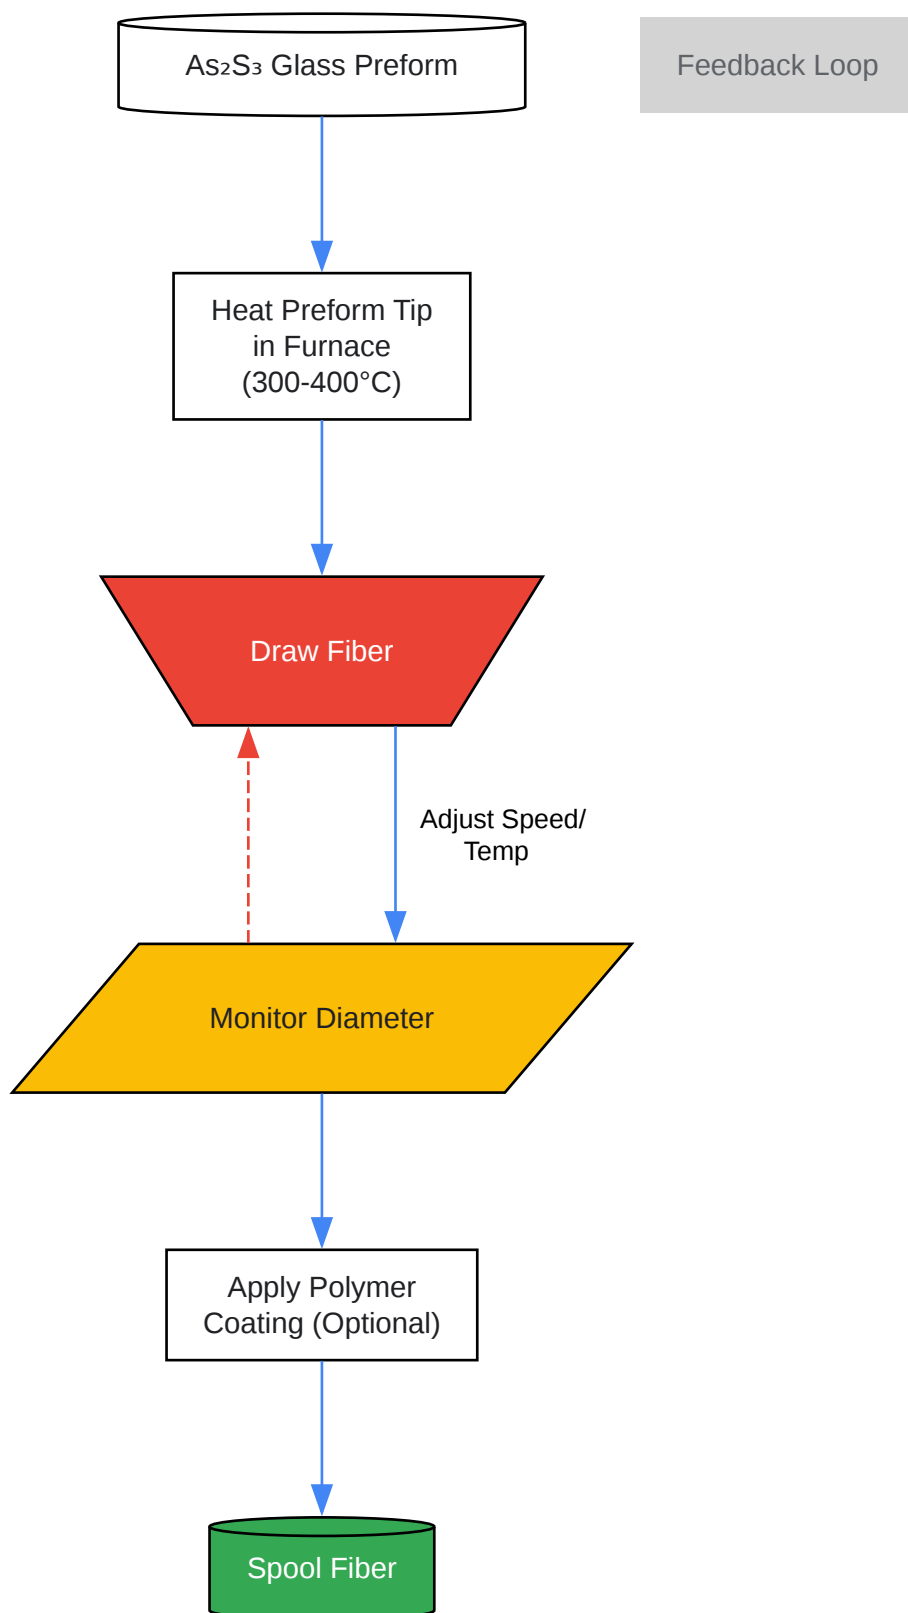 As₂S₃ Glass Preform
Feedback Loop
Heat Preform Tip
in Furnace
(300-400°C)
Draw Fiber
Adjust Speed/
Temp
Monitor Diameter
Apply Polymer
Coating (Optional)
Spool Fiber